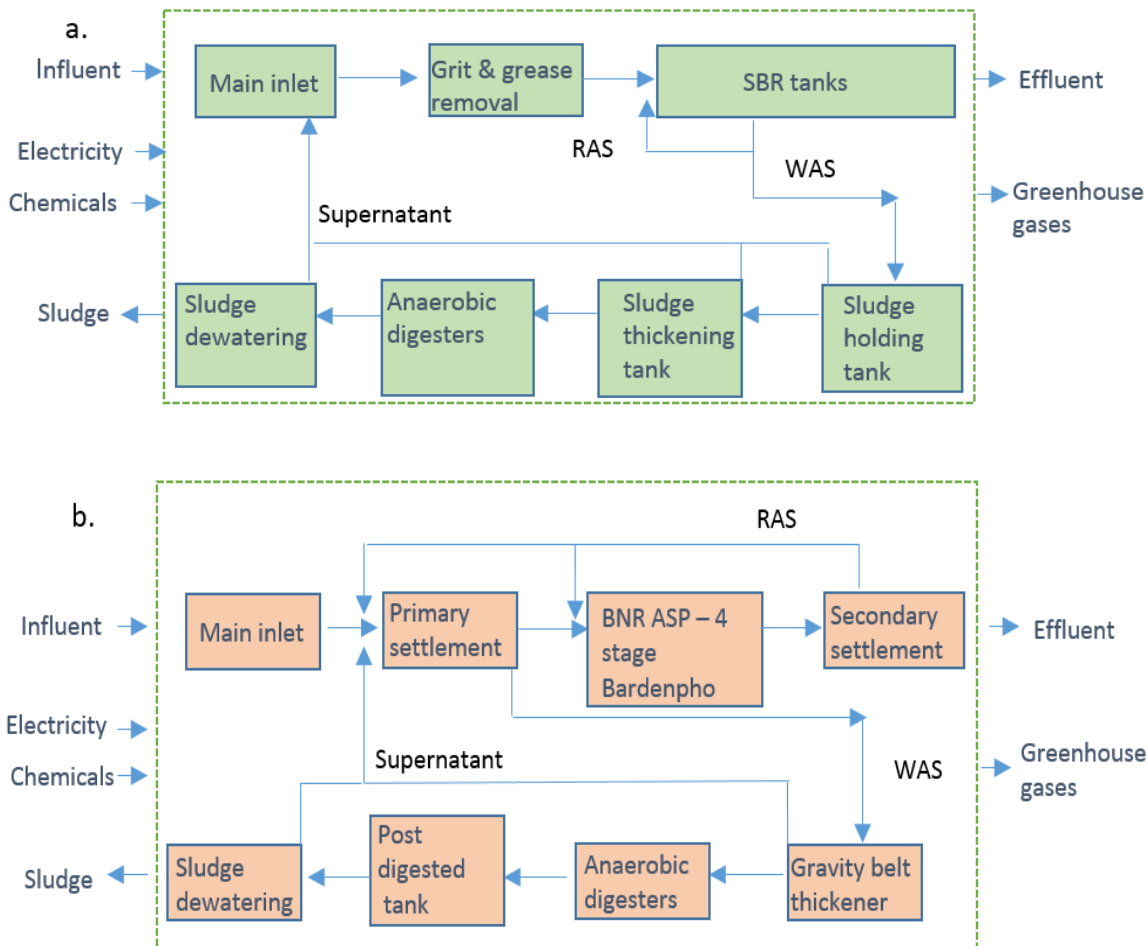 a.
Influent
Main inlet
Grit & grease
removal
SBR tanks
Effluent
Electricity
RAS
WAS
Chemicals
Greenhouse
gases
Supernatant
Sludge
Sludge
dewatering
Anaerobic
digesters
Sludge
thickening
tank
Sludge
holding
tank
b.
RAS
Influent
Main inlet
Primary
settlement
BNR ASP – 4
stage
Bardenpho
Secondary
settlement
Effluent
Electricity
Chemicals
Supernatant
WAS
Greenhouse
gases
Sludge
Sludge
dewatering
Post
digested
tank
Anaerobic
digesters
Gravity belt
thickener